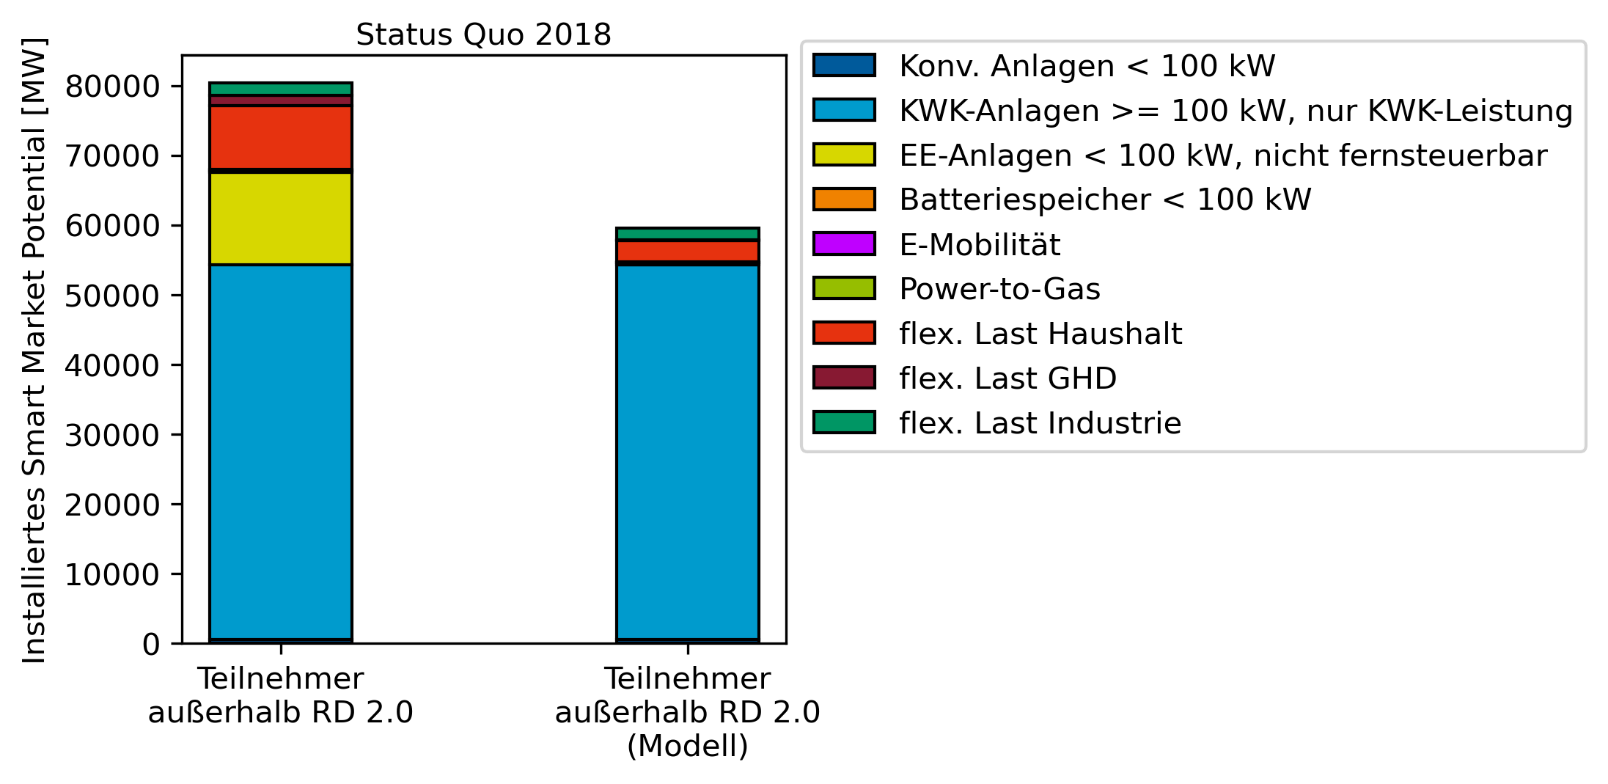 Status Quo 2018
Installiertes Smart Market Potential [MW]
80000
70000
60000
50000
40000
30000
20000
10000
0
Teilnehmer
außerhalb RD 2.0
Teilnehmer
außerhalb RD 2.0
(Modell)
Konv. Anlagen < 100 kW
KWK-Anlagen >= 100 kW, nur KWK-Leistung
EE-Anlagen < 100 kW, nicht fernsteuerbar
Batteriespeicher < 100 kW
E-Mobilität
Power-to-Gas
flex. Last Haushalt
flex. Last GHD
flex. Last Industrie